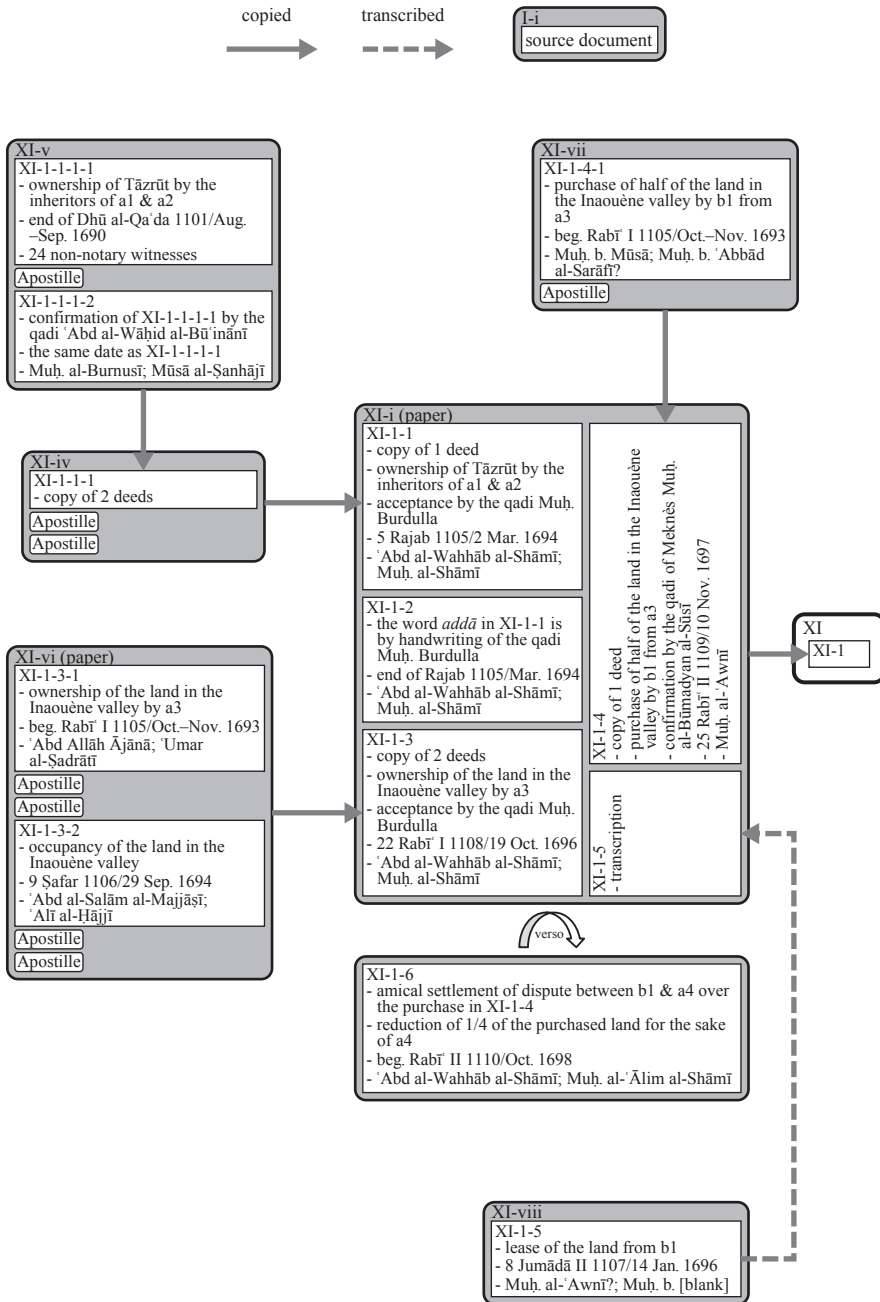 copied
transcribed
I-i
source document
XI-v
XI-1-1-1-1
- ownership of Tāzrūt by the
inheritors of a1 & a2
- end of Dhū al-Qaʿda 1101/Aug.
–Sep. 1690
- 24 non-notary witnesses
Apostille
XI-1-1-1-2
- confirmation of XI-1-1-1-1 by the
qadi ʿAbd al-Wāḥid al-Būʿinānī
- the same date as XI-1-1-1-1
- Muḥ. al-Burnusī; Mūsā al-Ṣanhājī
XI-vii
XI-1-4-1
- purchase of half of the land in
the Inaouène valley by b1 from
a3
- beg. Rabīʿ I 1105/Oct.–Nov. 1693
- Muḥ. b. Mūsā; Muḥ. b. ʿAbbād
al-Sarāfī?
Apostille
XI-iv
XI-1-1-1
- copy of 2 deeds
Apostille
Apostille
XI-vi (paper)
XI-1-3-1
- ownership of the land in the
Inaouène valley by a3
- beg. Rabīʿ I 1105/Oct.–Nov. 1693
- ʿAbd Allāh Ājānā; ʿUmar
al-Ṣadrātī
Apostille
Apostille
XI-1-3-2
- occupancy of the land in the
Inaouène valley
- 9 Ṣafar 1106/29 Sep. 1694
- ʿAbd al-Salām al-Majjāṣī;
ʿAlī al-Ḥājjī
Apostille
Apostille
XI-i (paper)
XI-1-1
- copy of 1 deed
- ownership of Tāzrūt by the
inheritors of a1 & a2
- acceptance by the qadi Muḥ.
Burdulla
- 5 Rajab 1105/2 Mar. 1694
- ʿAbd al-Wahhāb al-Shāmī;
Muḥ. al-Shāmī
XI-1-2
- the word addā in XI-1-1 is
by handwriting of the qadi
Muḥ. Burdulla
- end of Rajab 1105/Mar. 1694
- ʿAbd al-Wahhāb al-Shāmī;
Muḥ. al-Shāmī
XI-1-3
- copy of 2 deeds
- ownership of the land in the
Inaouène valley by a3
- acceptance by the qadi Muḥ.
Burdulla
- 22 Rabīʿ I 1108/19 Oct. 1696
- ʿAbd al-Wahhāb al-Shāmī;
Muḥ. al-Shāmī
XI-1-4
- copy of 1 deed
- purchase of half of the land in the Inaouène
valley by b1 from a3
- confirmation by the qadi of Meknès Muḥ.
al-Būmadyan al-Sūsī
- 25 Rabīʿ II 1109/10 Nov. 1697
- Muḥ. al-ʿAwnī
XI-1-5
- transcription
XI
XI-1
verso
XI-1-6
- amical settlement of dispute between b1 & a4 over
the purchase in XI-1-4
- reduction of 1/4 of the purchased land for the sake
of a4
- beg. Rabīʿ II 1110/Oct. 1698
- ʿAbd al-Wahhāb al-Shāmī; Muḥ. al-ʿĀlim al-Shāmī
XI-viii
XI-1-5
- lease of the land from b1
- 8 Jumādā II 1107/14 Jan. 1696
- Muḥ. al-ʿAwnī?; Muḥ. b. [blank]